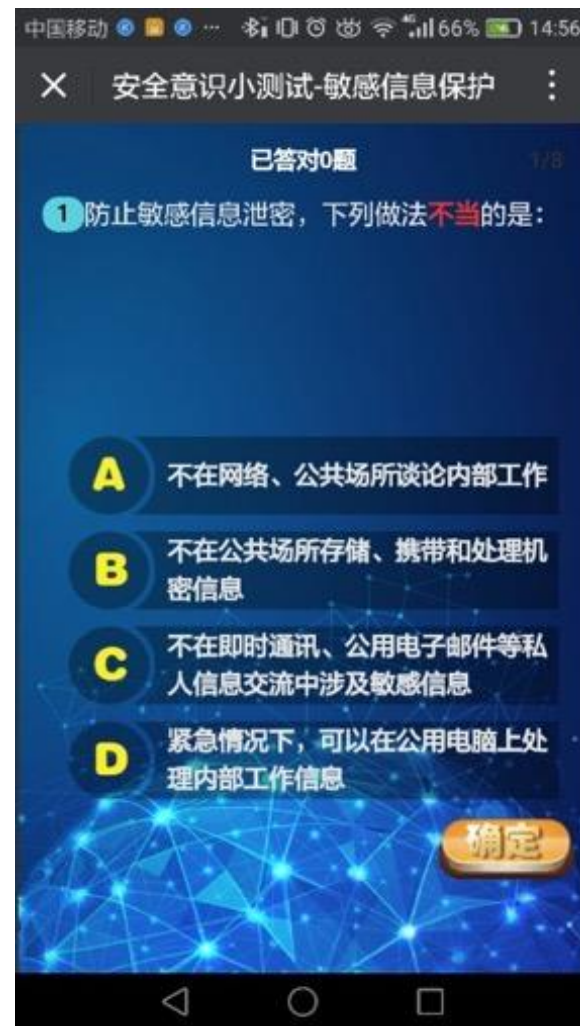 中国移动 ... 4G 66% 14:56
安全意识小测试-敏感信息保护
已答对0题 1/8
1 防止敏感信息泄密，下列做法不当的是：
A 不在网络、公共场所谈论内部工作
B 不在公共场所存储、携带和处理机
密信息
C 不在即时通讯、公用电子邮件等私
人信息交流中涉及敏感信息
D 紧急情况下，可以在公用电脑上处
理内部工作信息
确定